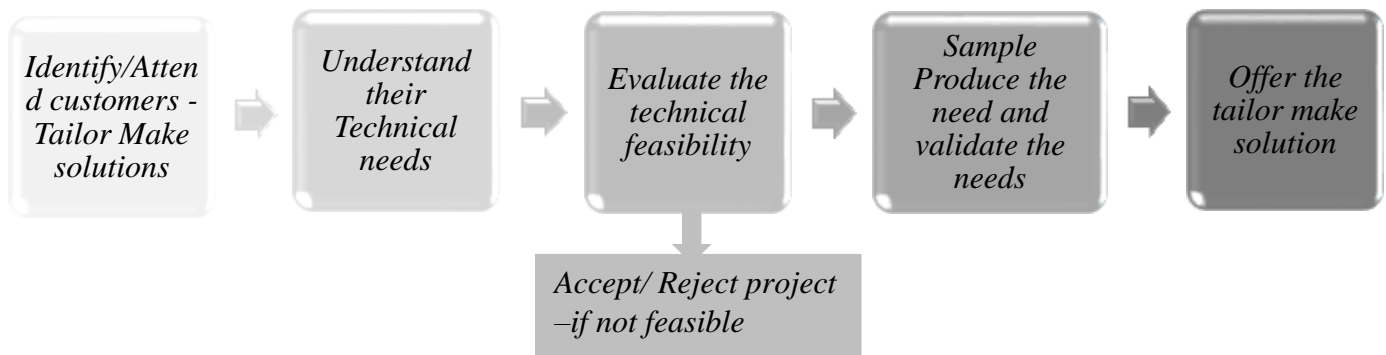 Identify/Atten
d customers -
Tailor Make
solutions
Understand
their
Technical
needs
Evaluate the
technical
feasibility
Sample
Produce the
need and
validate the
needs
Offer the
tailor make
solution
Accept/ Reject project
–if not feasible